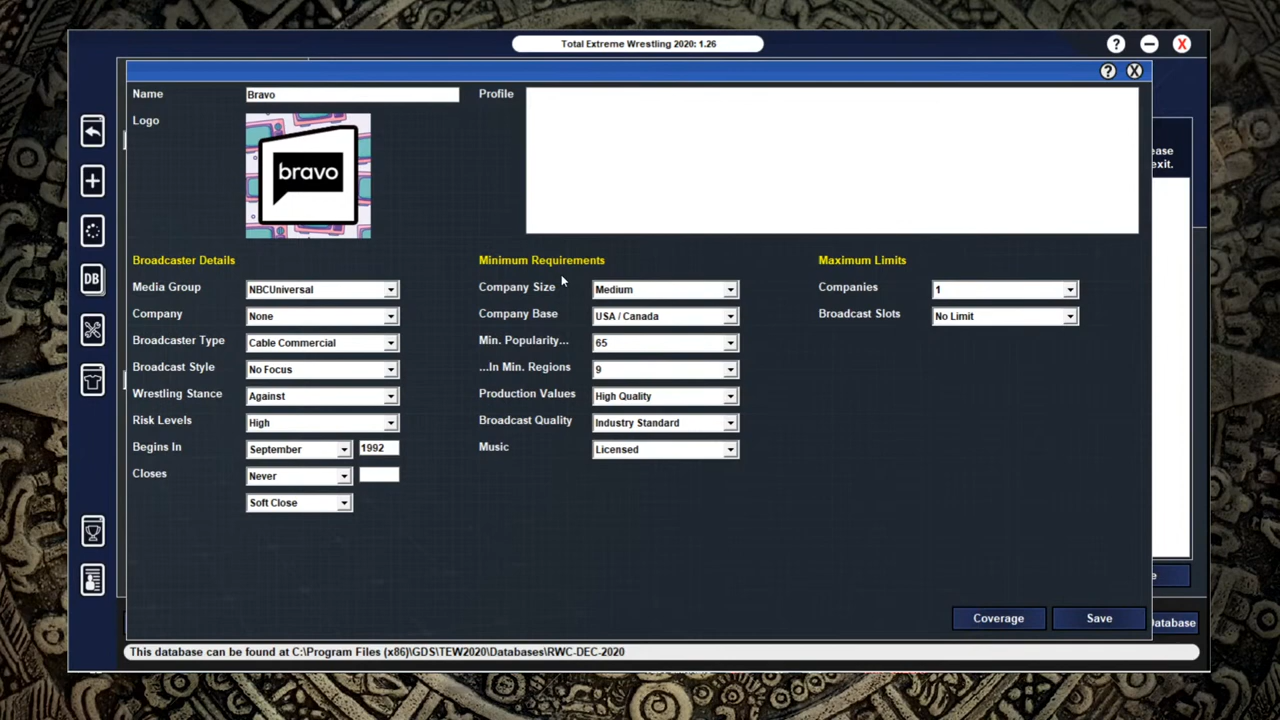 Total Extreme Wrestling 2020: 1.26
?
X
?
X
Name
Bravo
Profile
Logo
bravo
ease
exit.
Broadcaster Details
Minimum Requirements
Maximum Limits
Media Group
NBCUniversal
Company Size
Medium
Companies
1
Company
None
Company Base
USA / Canada
Broadcast Slots
No Limit
Broadcaster Type
Cable Commercial
Min. Popularity...
65
Broadcast Style
No Focus
...In Min. Regions
9
Wrestling Stance
Against
Production Values
High Quality
Risk Levels
High
Broadcast Quality
Industry Standard
Begins In
September
1992
Music
Licensed
Closes
Never
Soft Close
DB
e
Coverage
Save
Database
This database can be found at C:\Program Files (x86)\GDS\TEW2020\Databases\RWC-DEC-2020